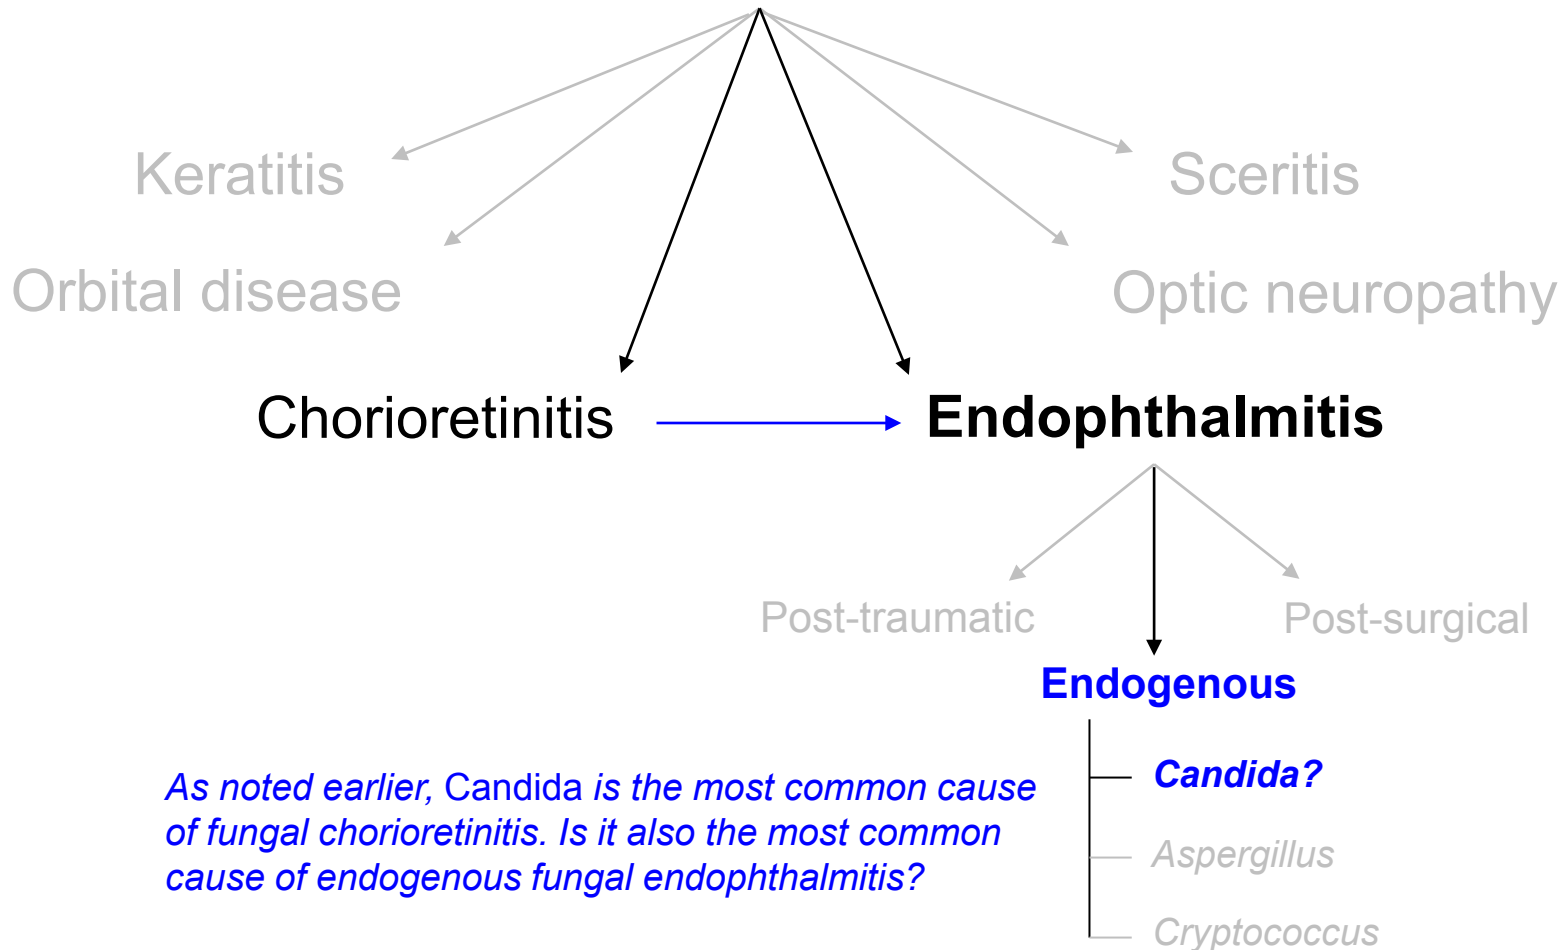 Keratitis
Sceritis
Orbital disease
Optic neuropathy
Chorioretinitis
Endophthalmitis
Post-traumatic
Post-surgical
Endogenous
Candida?
As noted earlier, Candida is the most common cause
of fungal chorioretinitis. Is it also the most common
cause of endogenous fungal endophthalmitis?
Aspergillus
Cryptococcus